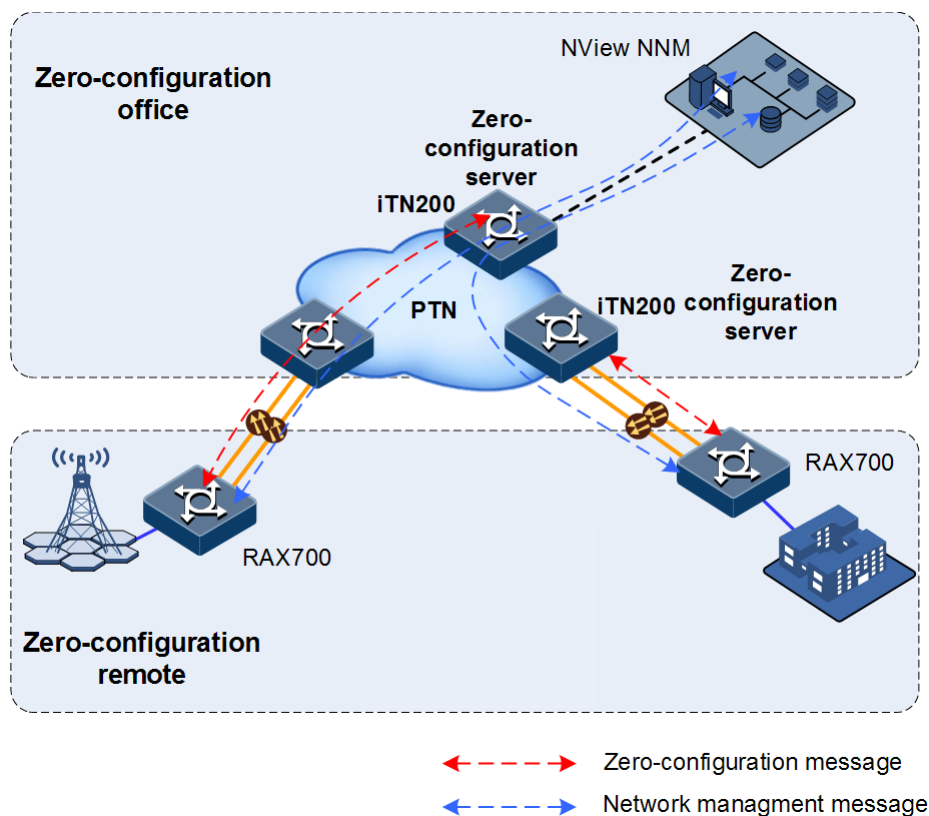 NView NNM
Zero-configuration
office
Zero-
configuration
server
iTN200
PTN
Zero-
iTN200 configuration
server
RAX700
RAX700
Zero-configuration
remote
Zero-configuration message
Network managment message